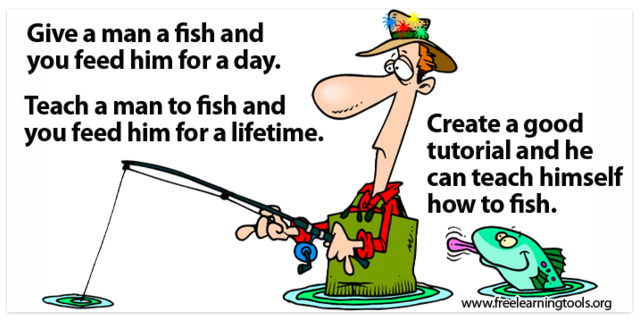 Give a man a fish and
you feed him for a day.
Teach a man to fish and
you feed him for a lifetime.
Create a good
tutorial and he
can teach himself
how to fish.
www.freelearningtools.org